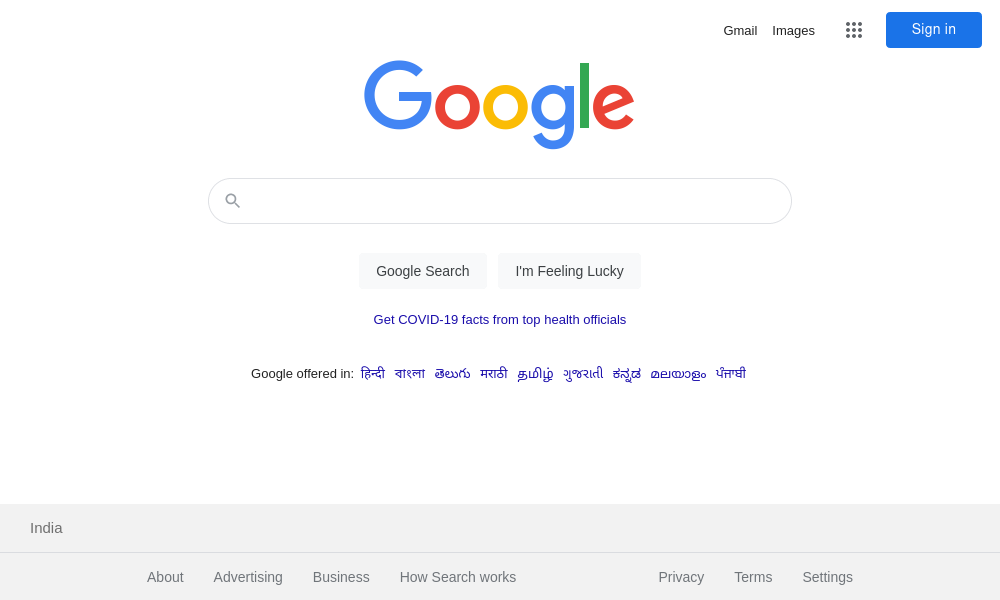 Gmail Images Sign in
Google
Google Search I'm Feeling Lucky
Get COVID-19 facts from top health officials
Google offered in: हिन्दी বাংলা తెలుగు मराठी தமிழ் ગુજરાતી ಕನ್ನಡ മലയാളം ਪੰਜਾਬੀ
India
About Advertising Business How Search works Privacy Terms Settings